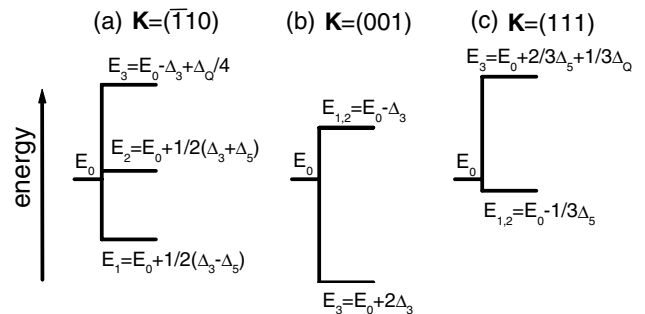 (a) K=(1̅10)
E₃=E₀-Δ₃+Δ_Q/4
E₂=E₀+1/2(Δ₃+Δ₅)
E₀
E₁=E₀+1/2(Δ₃-Δ₅)
energy
(b) K=(001)
E₁,₂=E₀-Δ₃
E₀
E₃=E₀+2Δ₃
(c) K=(111)
E₃=E₀+2/3Δ₅+1/3Δ_Q
E₀
E₁,₂=E₀-1/3Δ₅